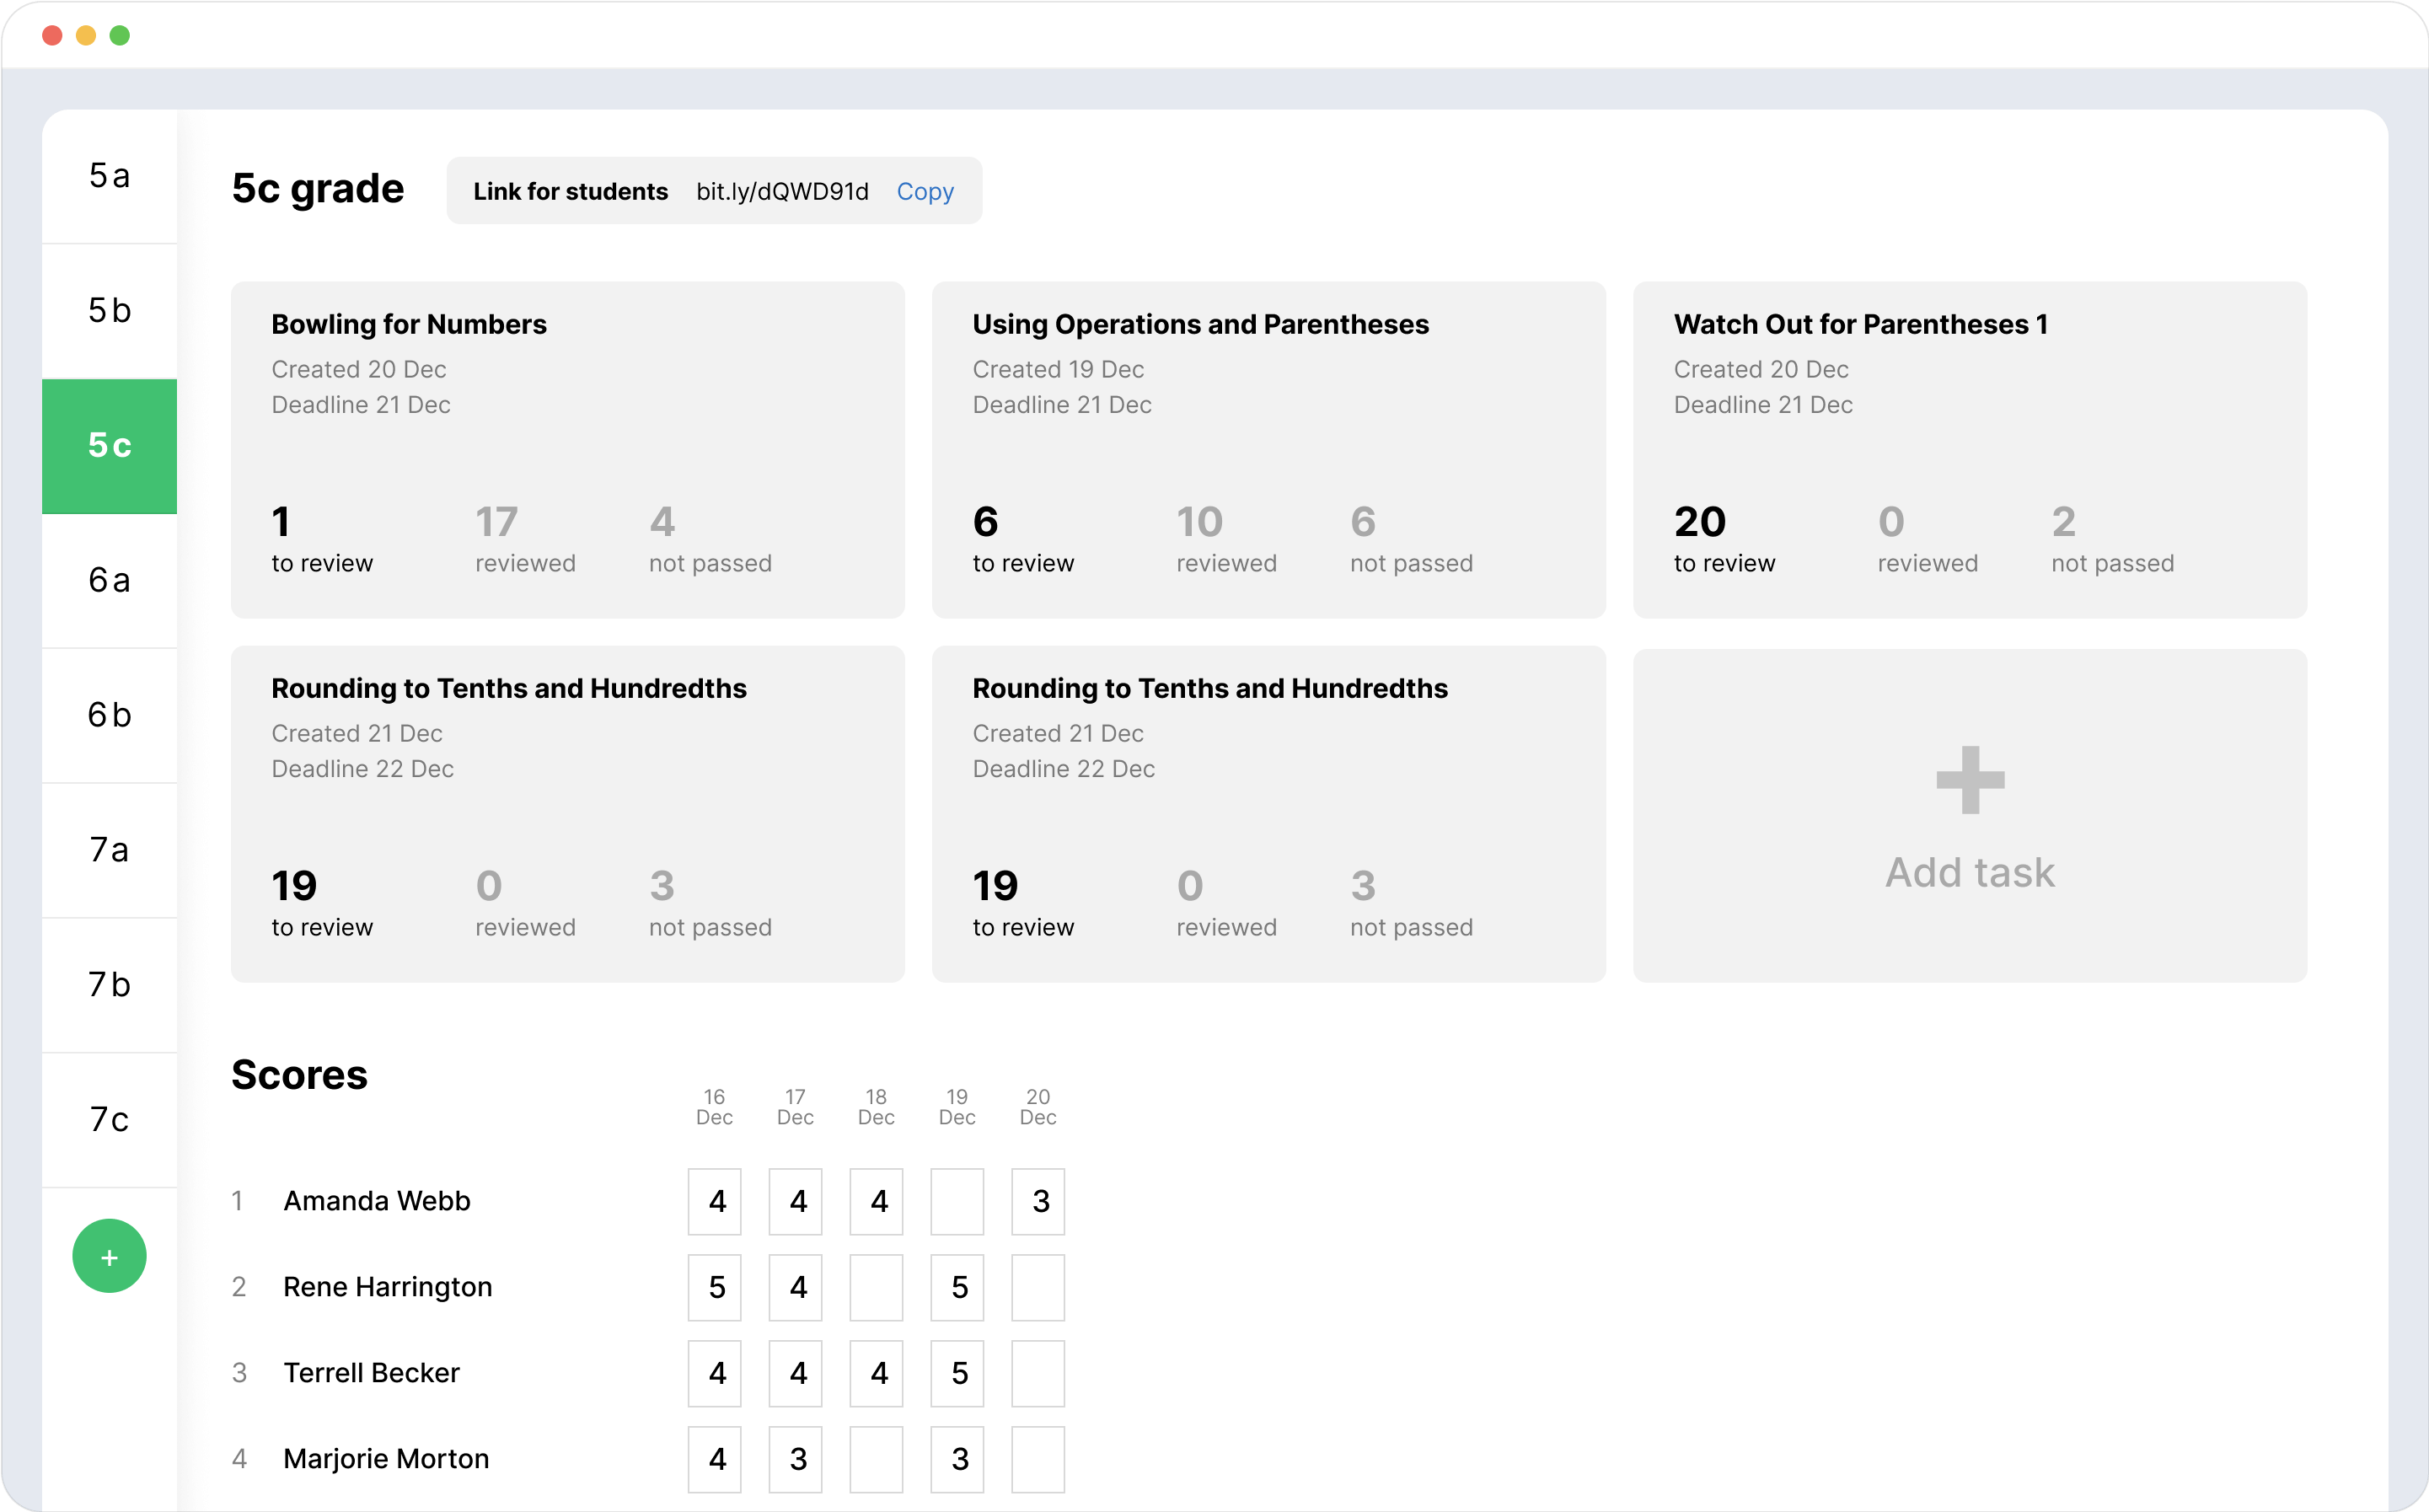 5a
5b
5c
6a
6b
7a
7b
7c
+
5c grade
Link for students bit.ly/dQWD91d Copy
Bowling for Numbers
Created 20 Dec
Deadline 21 Dec
1 17 4
to review reviewed not passed
Using Operations and Parentheses
Created 19 Dec
Deadline 21 Dec
6 10 6
to review reviewed not passed
Watch Out for Parentheses 1
Created 20 Dec
Deadline 21 Dec
20 0 2
to review reviewed not passed
Rounding to Tenths and Hundredths
Created 21 Dec
Deadline 22 Dec
19 0 3
to review reviewed not passed
Rounding to Tenths and Hundredths
Created 21 Dec
Deadline 22 Dec
19 0 3
to review reviewed not passed
Add task
Scores
16 17 18 19 20
Dec Dec Dec Dec Dec
1 Amanda Webb 4 4 4 3
2 Rene Harrington 5 4 5
3 Terrell Becker 4 4 4 5
4 Marjorie Morton 4 3 3